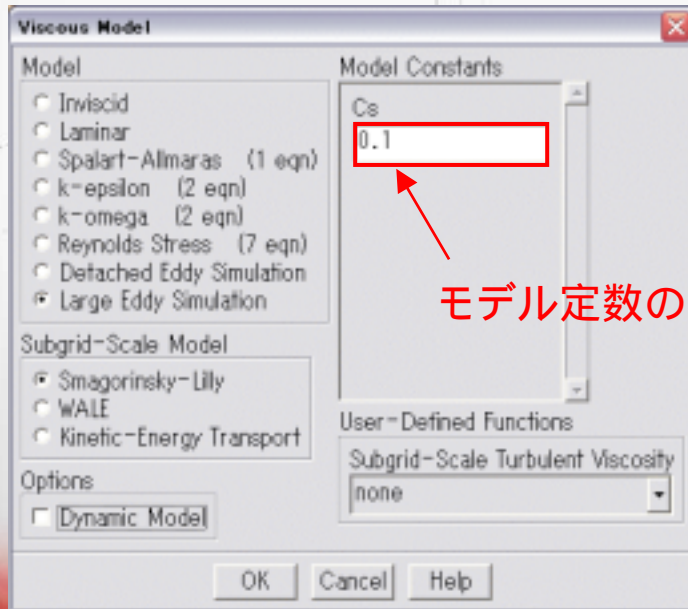 Viscous Model
Model
Inviscid
Laminar
Spalart-Allmaras (1 eqn)
k-epsilon (2 eqn)
k-omega (2 eqn)
Reynolds Stress (7 eqn)
Detached Eddy Simulation
Large Eddy Simulation
Subgrid-Scale Model
Smagorinsky-Lilly
WALE
Kinetic-Energy Transport
Options
Dynamic Model
Model Constants
Cs
0.1
モデル定数の
User-Defined Functions
Subgrid-Scale Turbulent Viscosity
none
OK Cancel Help